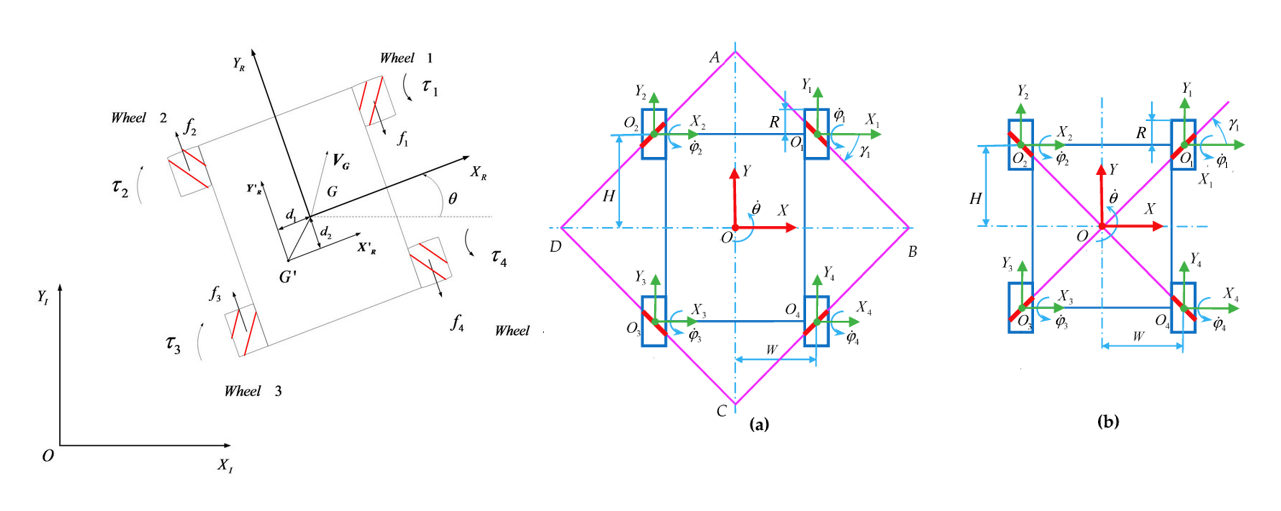 Wheel 1
Y_R
τ_1
Wheel 2
f_2
f_1
V_G
X_R
Y'_R
G
τ_2
d_1
θ
d_2
X'_R
τ_4
G'
Y_I
f_3
f_4
τ_3
Wheel
Wheel 3
O
X_I
A
Y_2
Y_1
φ̇_1
O_2
X_2
R
X_1
φ̇_2
O_1
γ_1
H
Y
θ̇
X
D
O
B
Y_3
Y_4
X_3
O_4
X_4
O_3
φ̇_3
φ̇_4
W
C
(a)
Y_2
Y_1
γ_1
X_2
R
O_2
φ̇_2
O_1
φ̇_1
X_1
H
Y
θ̇
X
O
Y_3
Y_4
X_3
X_4
O_3
φ̇_3
O_4
φ̇_4
W
(b)